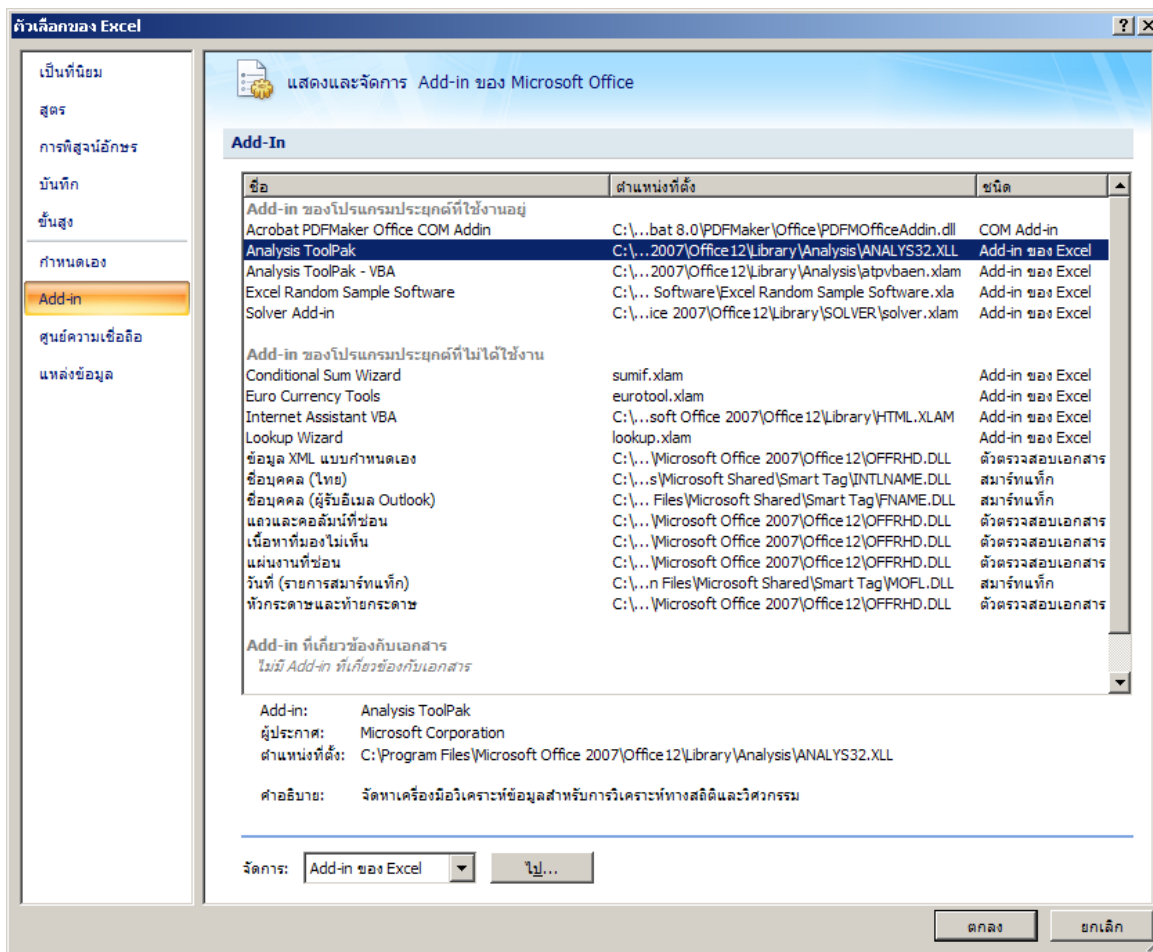 ตัวเลือกของ Excel
เป็นที่นิยม
สูตร
การพิสูจน์อักษร
บันทึก
ขั้นสูง
กำหนดเอง
Add-in
ศูนย์ความเชื่อถือ
แหล่งข้อมูล
แสดงและจัดการ Add-in ของ Microsoft Office
Add-In
ชื่อ ตำแหน่งที่ตั้ง ชนิด
Add-in ของโปรแกรมประยุกต์ที่ใช้งานอยู่
Acrobat PDFMaker Office COM Addin C:\...bat 8.0\PDFMaker\Office\PDFMOfficeAddin.dll COM Add-in
Analysis ToolPak C:\...2007\Office12\Library\Analysis\ANALYS32.XLL Add-in ของ Excel
Analysis ToolPak - VBA C:\...2007\Office12\Library\Analysis\atpvbaen.xlam Add-in ของ Excel
Excel Random Sample Software C:\... Software\Excel Random Sample Software.xla Add-in ของ Excel
Solver Add-in C:\...ice 2007\Office12\Library\SOLVER\solver.xlam Add-in ของ Excel
Add-in ของโปรแกรมประยุกต์ที่ไม่ได้ใช้งาน
Conditional Sum Wizard sumif.xlam Add-in ของ Excel
Euro Currency Tools eurotool.xlam Add-in ของ Excel
Internet Assistant VBA C:\...soft Office 2007\Office12\Library\HTML.XLAM Add-in ของ Excel
Lookup Wizard lookup.xlam Add-in ของ Excel
ข้อมูล XML แบบกำหนดเอง C:\...\Microsoft Office 2007\Office12\OFFRHD.DLL ตัวตรวจสอบเอกสาร
ชื่อบุคคล (ไทย) C:\...s\Microsoft Shared\Smart Tag\INTLNAME.DLL สมาร์ทแท็ก
ชื่อบุคคล (ผู้รับอีเมล Outlook) C:\... Files\Microsoft Shared\Smart Tag\FNAME.DLL สมาร์ทแท็ก
แถวและคอลัมน์ที่ซ่อน C:\...\Microsoft Office 2007\Office12\OFFRHD.DLL ตัวตรวจสอบเอกสาร
เนื้อหาที่มองไม่เห็น C:\...\Microsoft Office 2007\Office12\OFFRHD.DLL ตัวตรวจสอบเอกสาร
แผ่นงานที่ซ่อน C:\...\Microsoft Office 2007\Office12\OFFRHD.DLL ตัวตรวจสอบเอกสาร
วันที่ (รายการสมาร์ทแท็ก) C:\...n Files\Microsoft Shared\Smart Tag\MOFL.DLL สมาร์ทแท็ก
หัวกระดาษและท้ายกระดาษ C:\...\Microsoft Office 2007\Office12\OFFRHD.DLL ตัวตรวจสอบเอกสาร
Add-in ที่เกี่ยวข้องกับเอกสาร
ไม่มี Add-in ที่เกี่ยวข้องกับเอกสาร
Add-in: Analysis ToolPak
ผู้ประกาศ: Microsoft Corporation
ตำแหน่งที่ตั้ง: C:\Program Files\Microsoft Office 2007\Office12\Library\Analysis\ANALYS32.XLL
คำอธิบาย: จัดหาเครื่องมือวิเคราะห์ข้อมูลสำหรับการวิเคราะห์ทางสถิติและวิศวกรรม
จัดการ: Add-in ของ Excel ไป...
ตกลง ยกเลิก